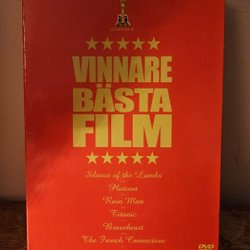 VINNARE
BÄSTA
FILM
Silence of the Lambs
Platoon
Rain Man
Titanic
Braveheart
The French Connection
DVD